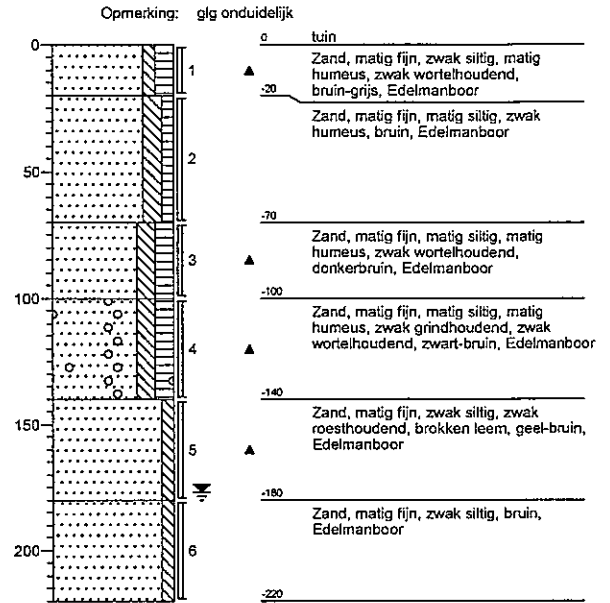 Opmerking: glg onduidelijk
0
50
100
150
200
1
2
3
4
5
6
0 tuin
Zand, matig fijn, zwak siltig, matig
humeus, zwak wortelhoudend,
bruin-grijs, Edelmanboor
-20
Zand, matig fijn, matig siltig, zwak
humeus, bruin, Edelmanboor
-70
Zand, matig fijn, matig siltig, matig
humeus, zwak wortelhoudend,
donkerbruin, Edelmanboor
-100
Zand, matig fijn, matig siltig, matig
humeus, zwak grindhoudend, zwak
wortelhoudend, zwart-bruin, Edelmanboor
-140
Zand, matig fijn, zwak siltig, zwak
roesthoudend, brokken leem, geel-bruin,
Edelmanboor
-180
Zand, matig fijn, zwak siltig, bruin,
Edelmanboor
-220